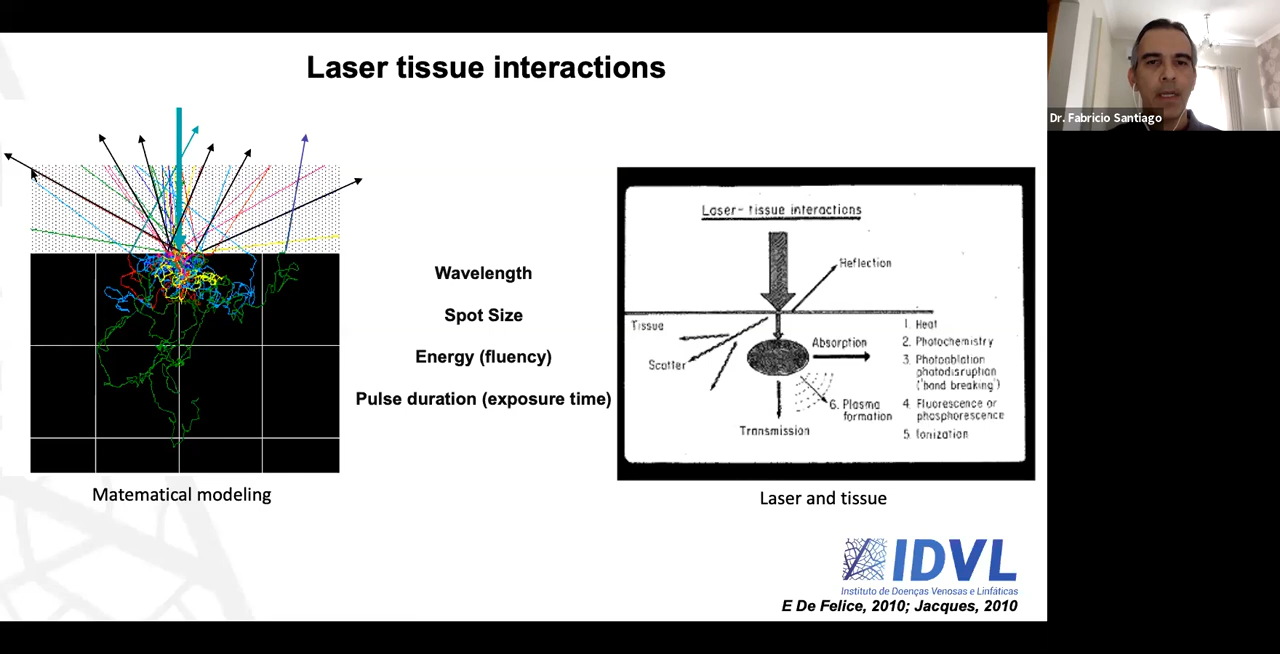 Laser tissue interactions
Dr. Fabricio Santiago
Wavelength
Spot Size
Energy (fluency)
Pulse duration (exposure time)
Matematical modeling
Laser-tissue interactions
Reflection
Tissue
Scatter
Absorption
Transmission
1. Heat
2. Photochemistry
3. Photoablation
photodisruption
('bond breaking')
4. Fluorescence or
phosphorescence
5. Ionization
6. Plasma
formation
Laser and tissue
IDVL
Instituto de Doenças Venosas e Linfáticas
E De Felice, 2010; Jacques, 2010